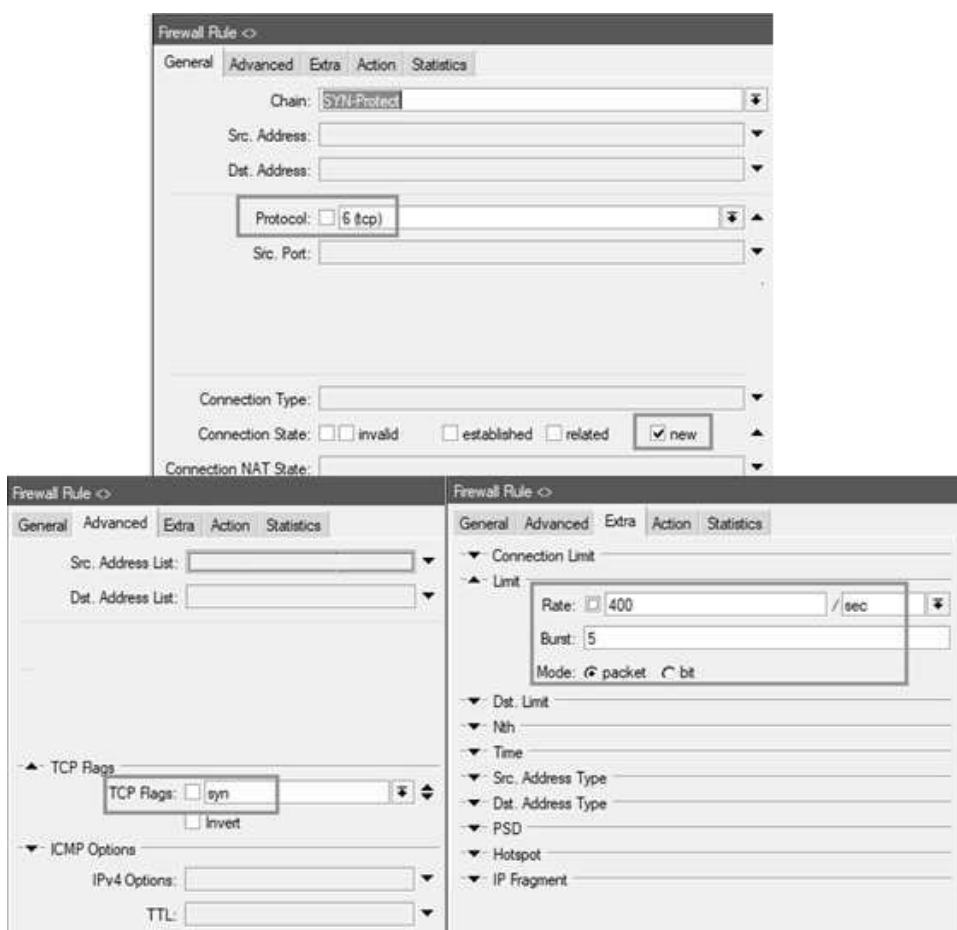 Firewall Rule <>
General Advanced Extra Action Statistics
Chain: SYN-Protect
Src. Address:
Dst. Address:
Protocol: 6 (tcp)
Src. Port:
Connection Type:
Connection State: invalid established related new
Connection NAT State:
Firewall Rule <>
General Advanced Extra Action Statistics
Src. Address List:
Dst. Address List:
TCP Flags
TCP Flags: syn
Invert
ICMP Options
IPv4 Options:
TTL:
Firewall Rule <>
General Advanced Extra Action Statistics
Connection Limit
Limit
Rate: 400 / sec
Burst: 5
Mode: packet bit
Dst. Limit
Nth
Time
Src. Address Type
Dst. Address Type
PSD
Hotspot
IP Fragment